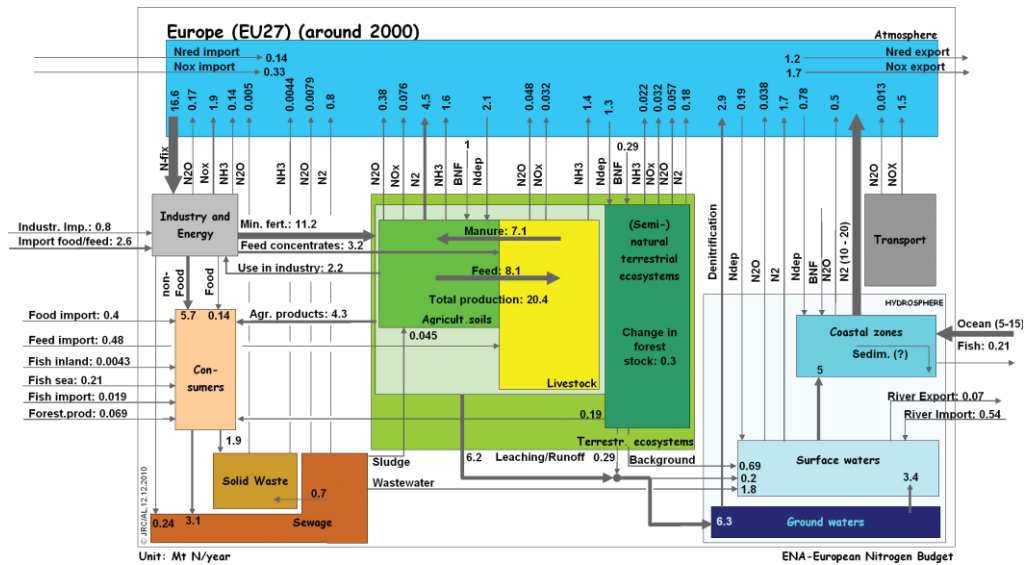 Europe (EU27) (around 2000)
Atmosphere
Nred import
0.14
1.2
Nred export
Nox import
0.33
1.7
Nox export
16.6
0.17
1.9
0.14
0.005
0.0044
0.0079
0.8
0.38
0.076
4.5
1.6
2.1
0.048
0.032
1.4
1.3
0.022
0.032
0.057
0.18
2.9
0.19
0.038
1.7
0.78
0.5
0.013
1.5
1
0.29
N-fix
N2O
Nox
NH3
N2O
NH3
N2O
N2
N2O
NOx
N2
NH3
BNF
Ndep
N2O
NOx
NH3
Ndep
BNF
NH3
NOx
N2O
N2
Denitrification
Ndep
N2O
N2
Ndep
BNF
N2O
N2 (10 - 20)
N2O
NOX
Industry and
Energy
Industr. Imp.: 0.8
Import food/feed: 2.6
Min. fert.: 11.2
Feed concentrates: 3.2
Use in industry: 2.2
Manure: 7.1
Feed: 8.1
Total production: 20.4
Agricult.soils
(Semi-)
natural
terrestrial
ecosystems
Change in
forest
stock: 0.3
Transport
HYDROSPHERE
non-
Food
Food
5.7
0.14
Food import: 0.4
Feed import: 0.48
Fish inland: 0.0043
Fish sea: 0.21
Fish import: 0.019
Forest.prod: 0.069
Con-
sumers
Agr. products: 4.3
0.045
Livestock
0.19
Terrestr. ecosystems
Coastal zones
Sedim. (?)
5
Ocean (5-15)
Fish: 0.21
River Export: 0.07
River Import: 0.54
1.9
Solid Waste
0.7
Sewage
0.24
3.1
Sludge
Wastewater
6.2
Leaching/Runoff
0.29
Background
0.69
0.2
1.8
Surface waters
3.4
6.3
Ground waters
© JRC/AL,12.12.2010
Unit: Mt N/year
ENA-European Nitrogen Budget